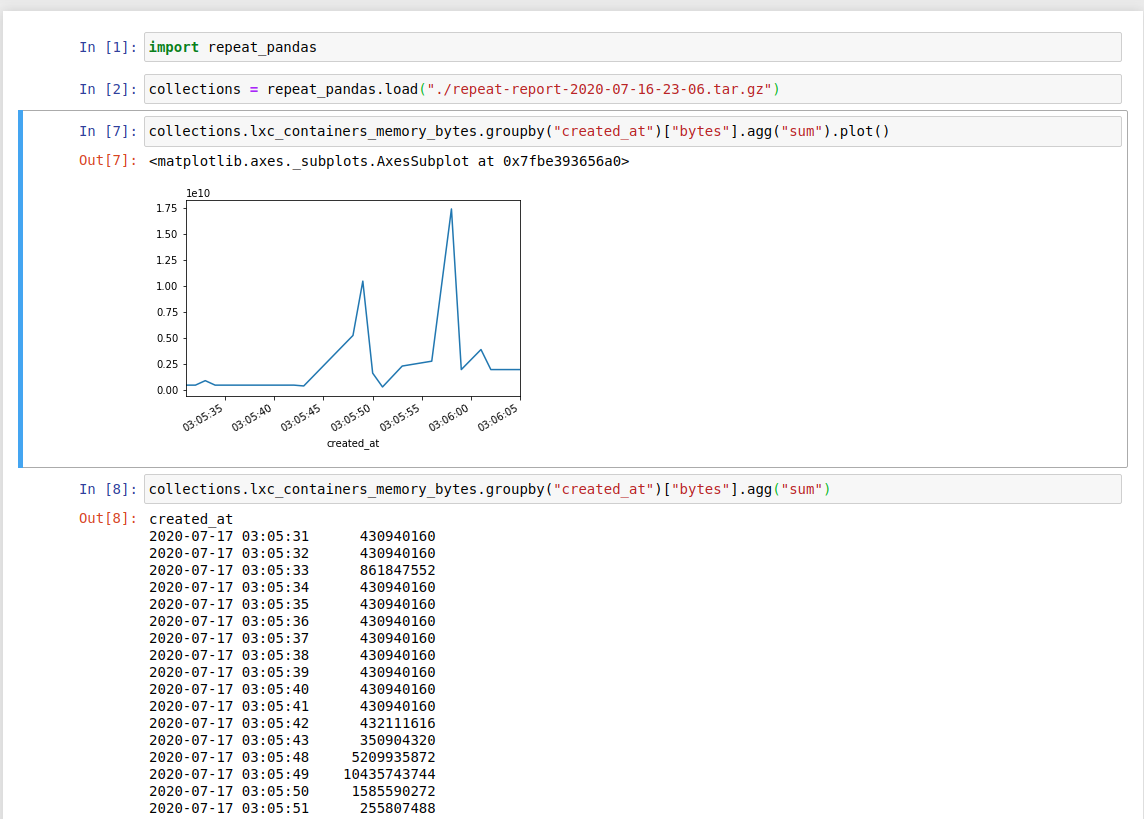 In [1]: import repeat_pandas
In [2]: collections = repeat_pandas.load("./repeat-report-2020-07-16-23-06.tar.gz")
In [7]: collections.lxc_containers_memory_bytes.groupby("created_at")["bytes"].agg("sum").plot()
Out[7]: <matplotlib.axes._subplots.AxesSubplot at 0x7fbe393656a0>
1e10
1.75
1.50
1.25
1.00
0.75
0.50
0.25
0.00
03:05:35 03:05:40 03:05:45 03:05:50 03:05:55 03:06:00 03:06:05
created_at
In [8]: collections.lxc_containers_memory_bytes.groupby("created_at")["bytes"].agg("sum")
Out[8]: created_at
2020-07-17 03:05:31 430940160
2020-07-17 03:05:32 430940160
2020-07-17 03:05:33 861847552
2020-07-17 03:05:34 430940160
2020-07-17 03:05:35 430940160
2020-07-17 03:05:36 430940160
2020-07-17 03:05:37 430940160
2020-07-17 03:05:38 430940160
2020-07-17 03:05:39 430940160
2020-07-17 03:05:40 430940160
2020-07-17 03:05:41 430940160
2020-07-17 03:05:42 432111616
2020-07-17 03:05:43 350904320
2020-07-17 03:05:48 5209935872
2020-07-17 03:05:49 10435743744
2020-07-17 03:05:50 1585590272
2020-07-17 03:05:51 255807488